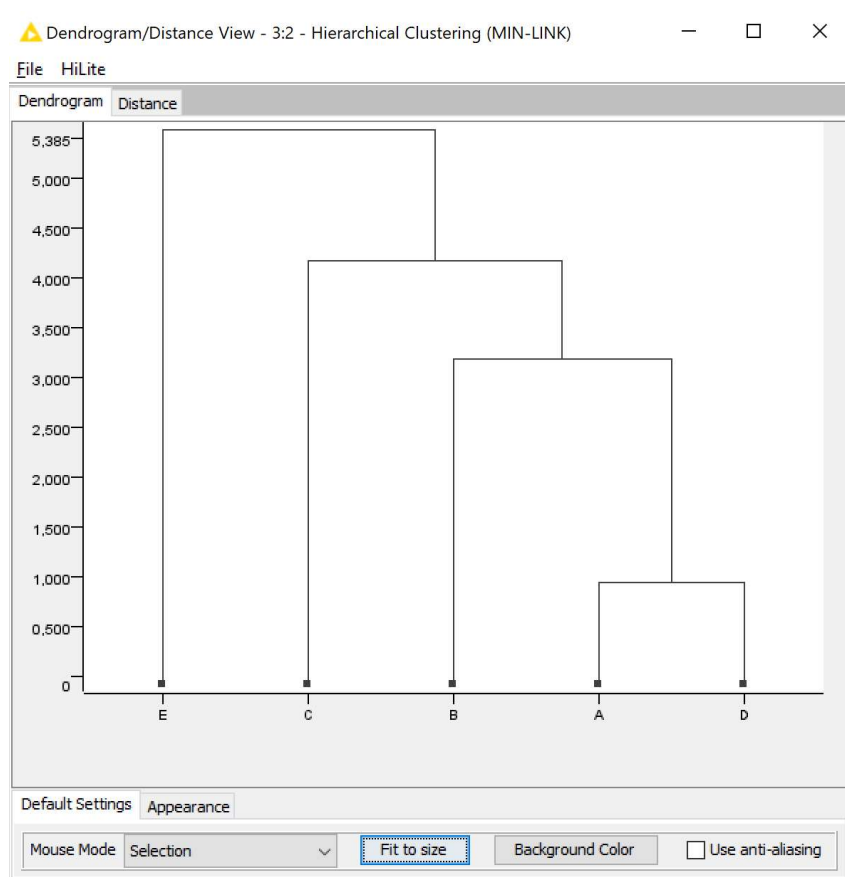 Dendrogram/Distance View - 3:2 - Hierarchical Clustering (MIN-LINK)
File HiLite
Dendrogram Distance
5,385
5,000
4,500
4,000
3,500
3,000
2,500
2,000
1,500
1,000
0,500
0
E C B A D
Default Settings Appearance
Mouse Mode Selection Fit to size Background Color Use anti-aliasing